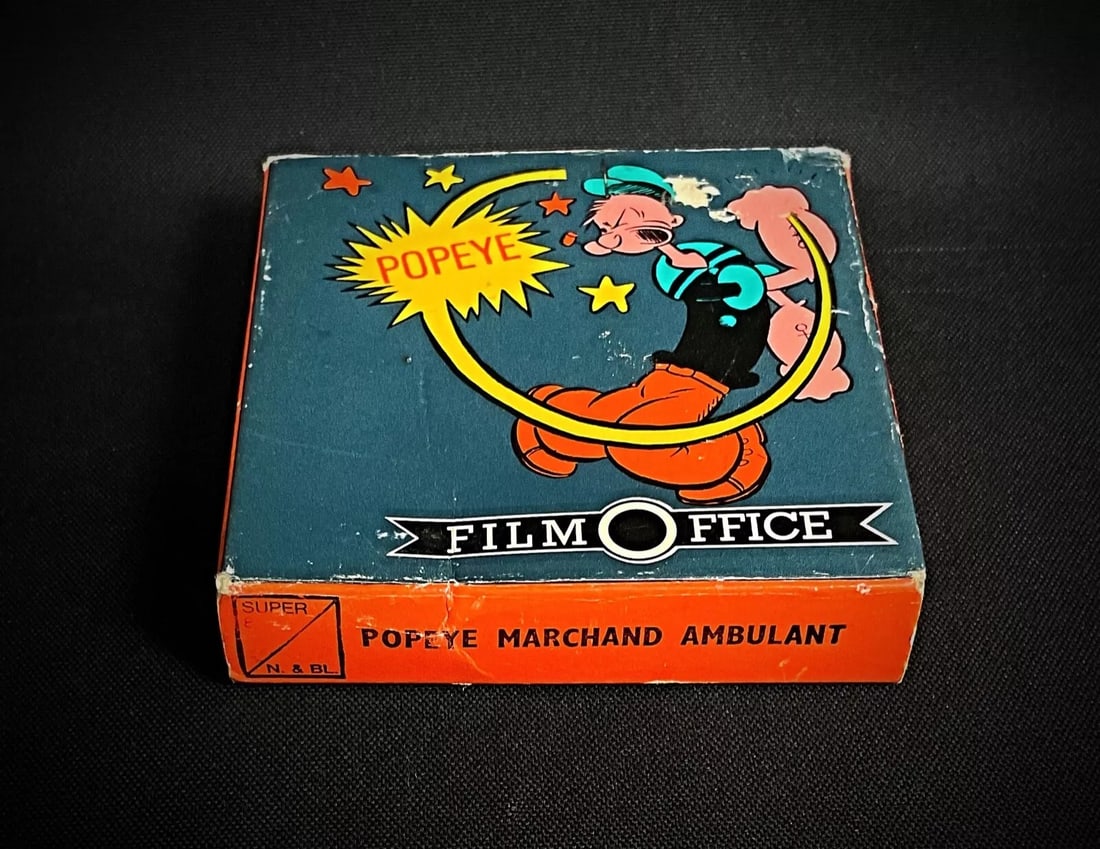 POPEYE
FILM OFFICE
SUPER
N. & BL
POPEYE MARCHAND AMBULANT